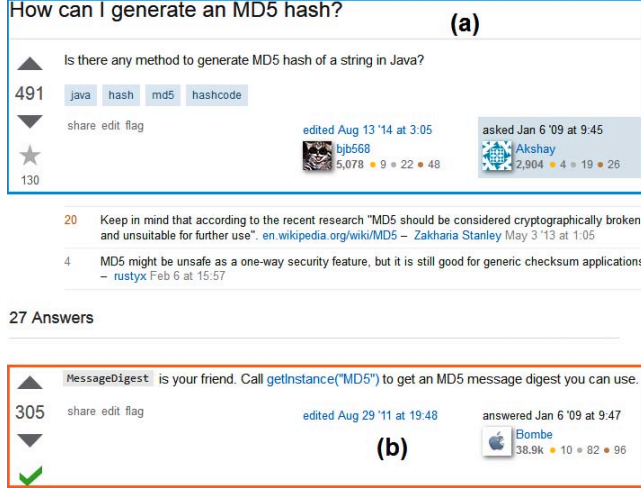 How can I generate an MD5 hash?
(a)
Is there any method to generate MD5 hash of a string in Java?
491
java hash md5 hashcode
share edit flag
edited Aug 13 '14 at 3:05
bjb568
5,078 9 22 48
asked Jan 6 '09 at 9:45
Akshay
2,904 4 19 26
130
20 Keep in mind that according to the recent research "MD5 should be considered cryptographically broken
and unsuitable for further use". en.wikipedia.org/wiki/MD5 – Zakharia Stanley May 3 '13 at 1:05
4 MD5 might be unsafe as a one-way security feature, but it is still good for generic checksum applications
– rustyx Feb 6 at 15:57
27 Answers
MessageDigest is your friend. Call getInstance("MD5") to get an MD5 message digest you can use.
305
share edit flag
edited Aug 29 '11 at 19:48
answered Jan 6 '09 at 9:47
(b)
Bombe
38.9k 10 82 96